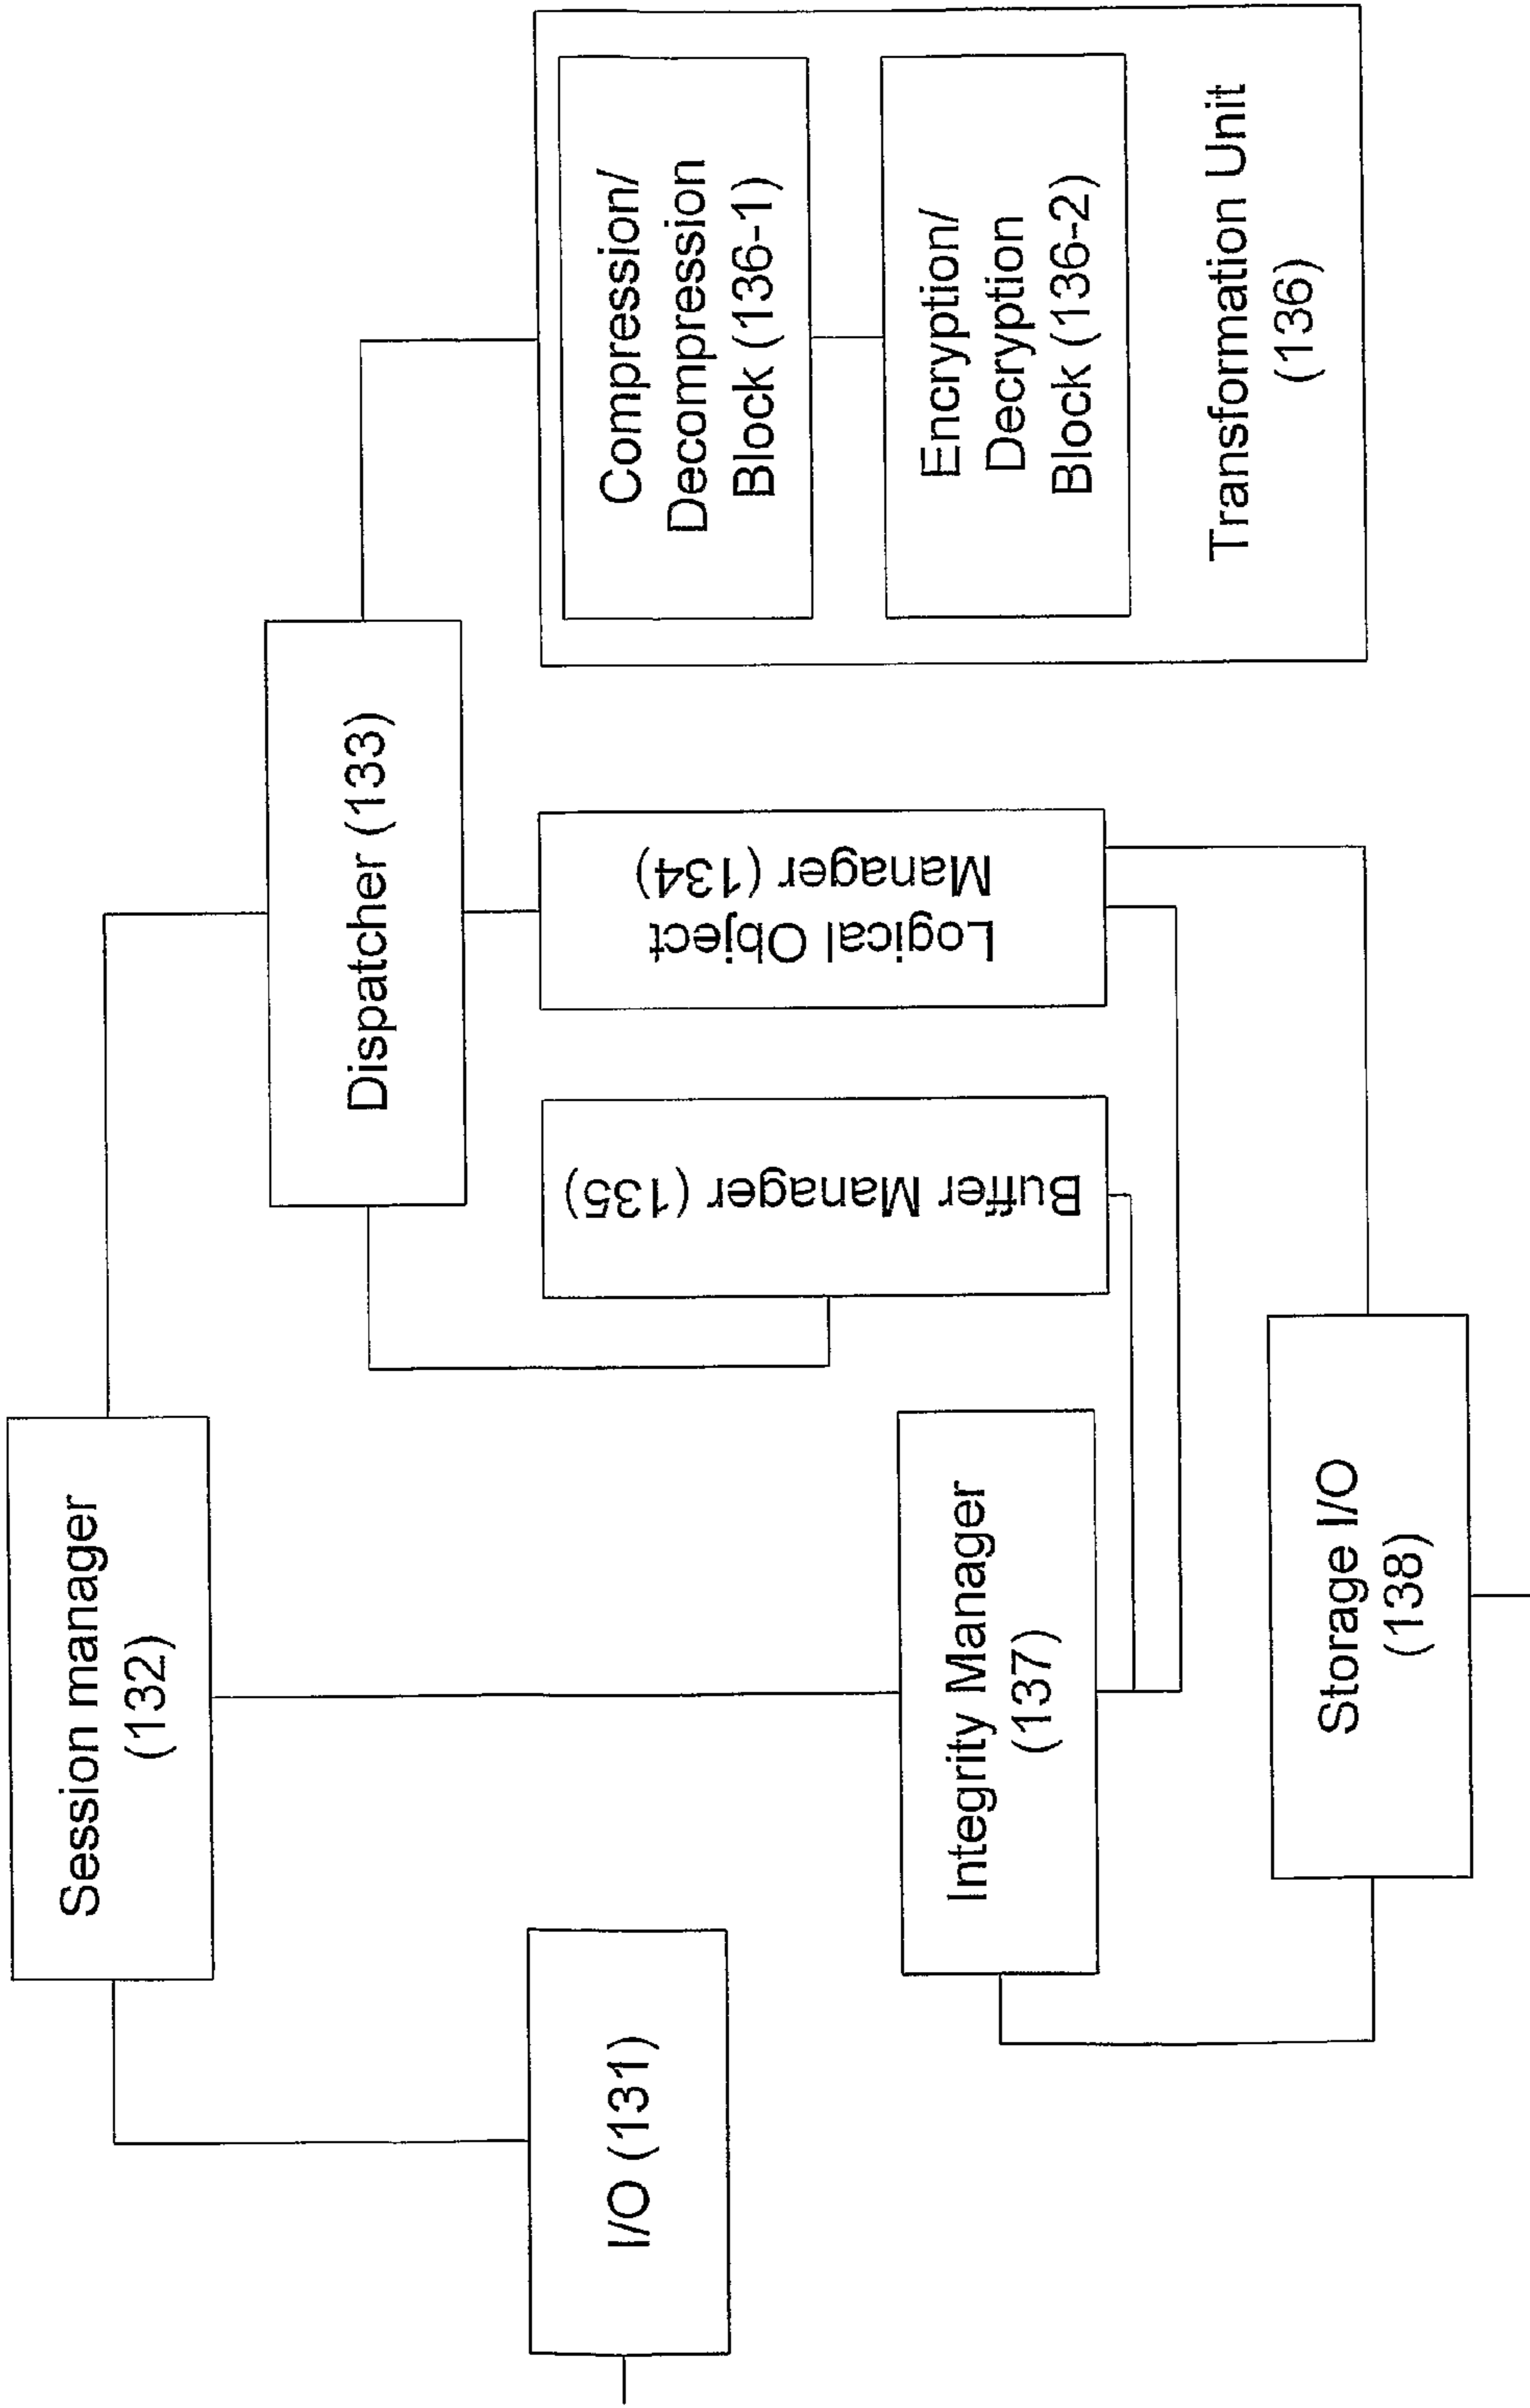 Session manager
(132)
Dispatcher (133)
I/O (131)
Integrity Manager
(137)
Buffer Manager (135)
Logical Object
Manager (134)
Compression/
Decompression
Block (136-1)
Encryption/
Decryption
Block (136-2)
Transformation Unit
(136)
Storage I/O
(138)